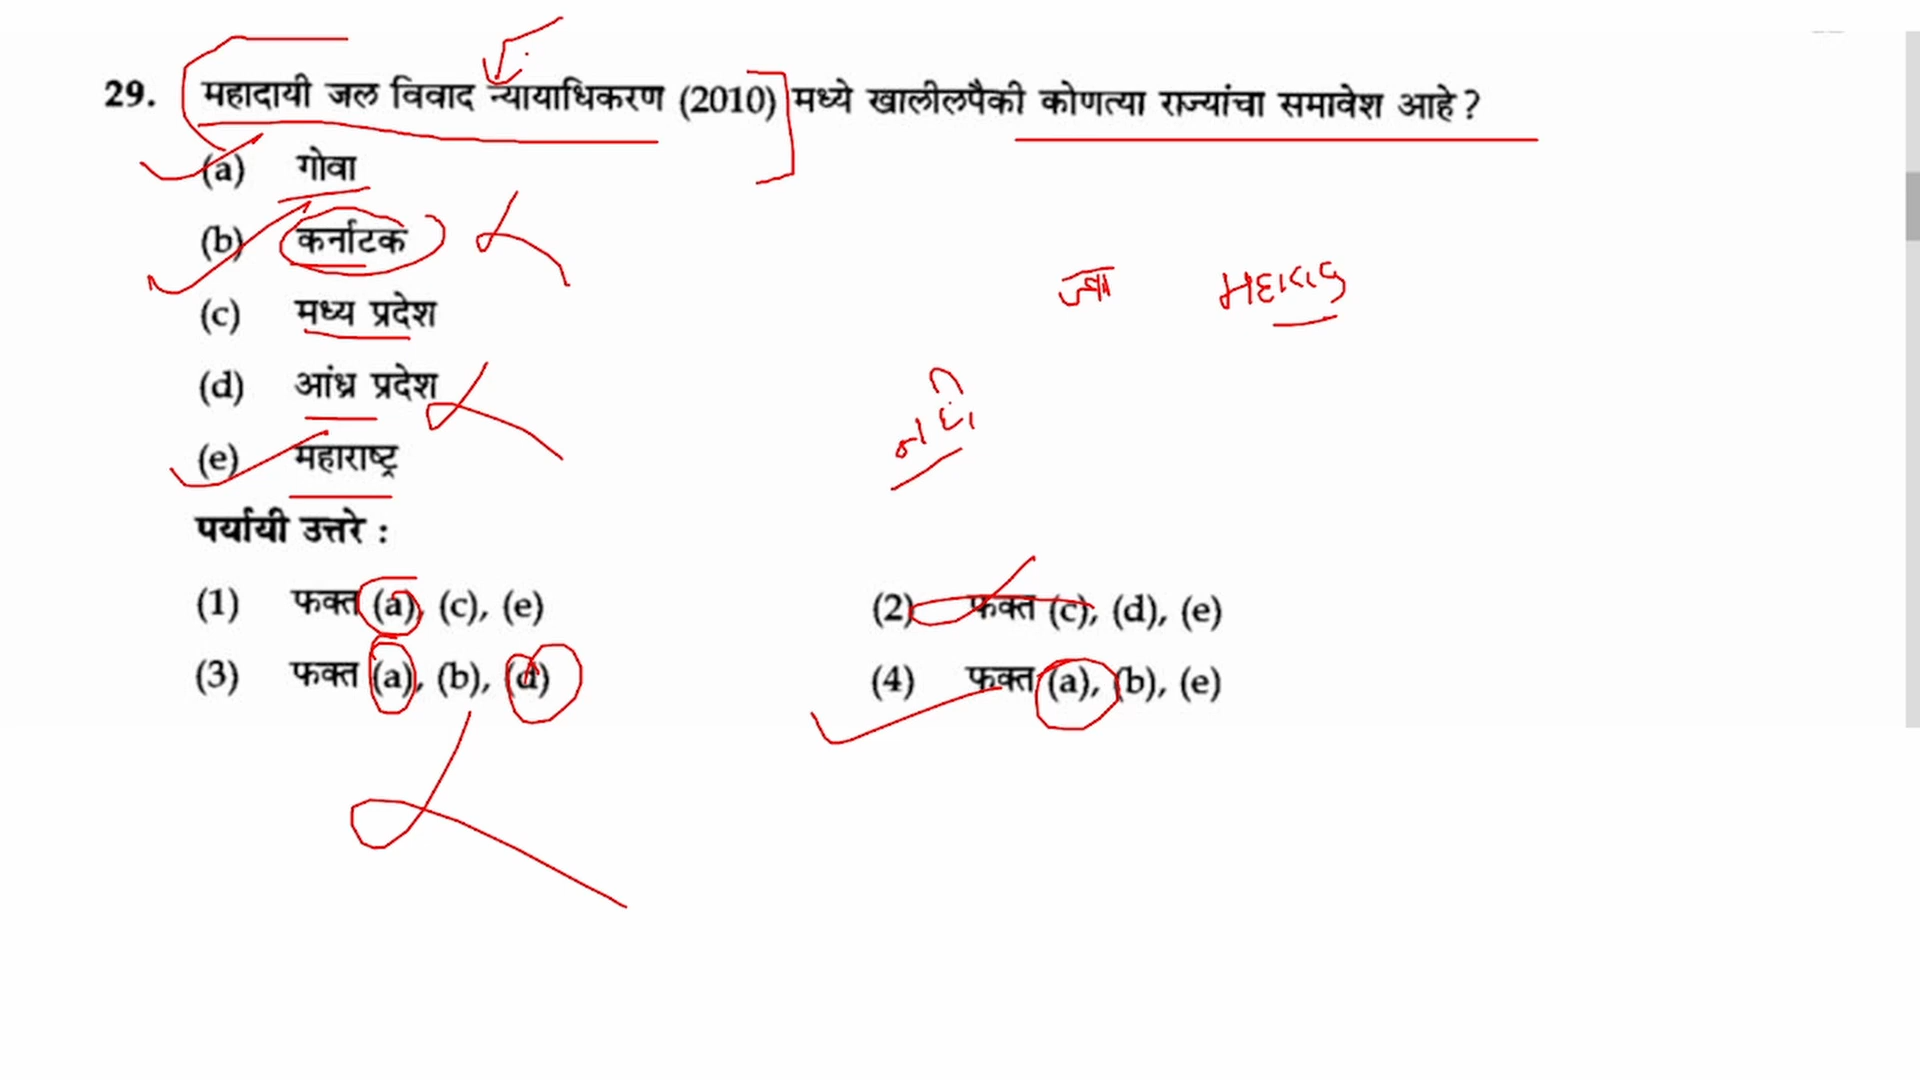 29. महादायी जल विवाद न्यायाधिकरण (2010) मध्ये खालीलपैकी कोणत्या राज्यांचा समावेश आहे ?
(a) गोवा
(b) कर्नाटक
(c) मध्य प्रदेश
(d) आंध्र प्रदेश
(e) महाराष्ट्र
पर्यायी उत्तरे :
(1) फक्त (a), (c), (e) (2) फक्त (c), (d), (e)
(3) फक्त (a), (b), (d) (4) फक्त (a), (b), (e)